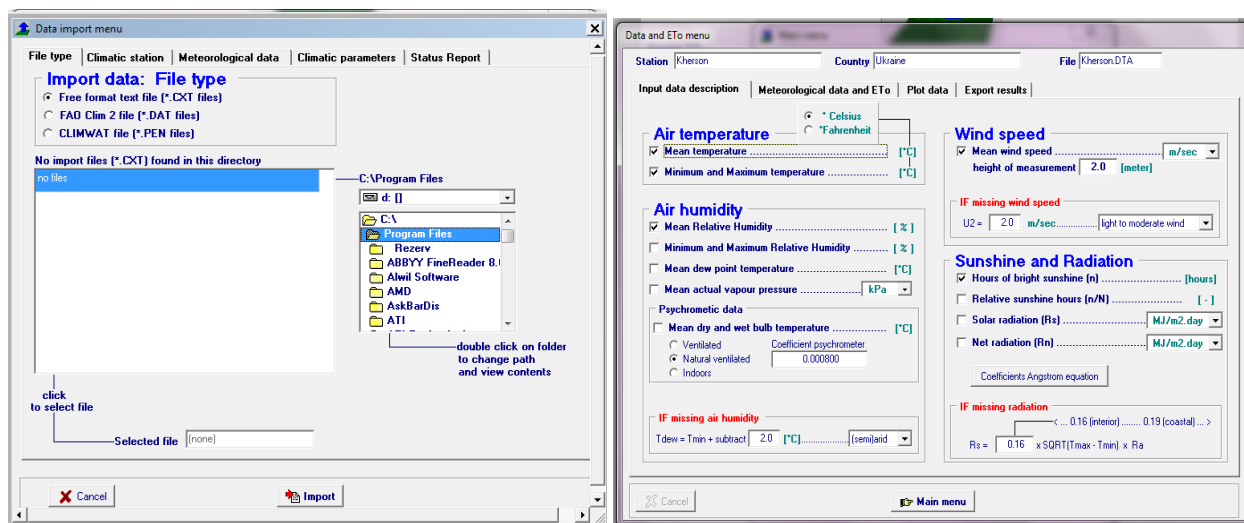 Data import menu
File type Climatic station Meteorological data Climatic parameters Status Report
Import data: File type
Free format text file (*.CXT files)
FAO Clim 2 file (*.DAT files)
CLIMWAT file (*.PEN files)
No import files (*.CXT) found in this directory
no files
C:\Program Files
d: []
C:\
Program Files
Rezerv
ABBYY FineReader 8.
Alwil Software
AMD
AskBarDis
ATI
double click on folder
to change path
and view contents
click
to select file
Selected file (none)
Cancel Import
Data and ETo menu
Main menu
Station Kherson Country Ukraine File Kherson.DTA
Input data description Meteorological data and ETo Plot data Export results
° Celsius
°Fahrenheit
Air temperature
Mean temperature ........................................ [°C]
Minimum and Maximum temperature ................. [°C]
Air humidity
Mean Relative Humidity ................................ [ % ]
Minimum and Maximum Relative Humidity ......... [ % ]
Mean dew point temperature .......................... [°C]
Mean actual vapour pressure .................. kPa
Psychrometic data
Mean dry and wet bulb temperature ................ [°C]
Ventilated Coefficient psychrometer
Natural ventilated 0.000800
Indoors
IF missing air humidity
Tdew = Tmin + subtract 2.0 [°C]............... (semi)arid
Wind speed
Mean wind speed ................................ m/sec
height of measurement 2.0 [meter]
IF missing wind speed
U2 = 2.0 m/sec.............. light to moderate wind
Sunshine and Radiation
Hours of bright sunshine (n) ........................ [hours]
Relative sunshine hours (n/N) ..................... [ - ]
Solar radiation (Rs) ........................ MJ/m2.day
Net radiation (Rn) .......................... MJ/m2.day
Coefficients Angstrom equation
IF missing radiation
< ... 0.16 (interior) ........ 0.19 (coastal) ... >
Rs = 0.16 x SQRT(Tmax - Tmin) x Ra
Cancel Main menu